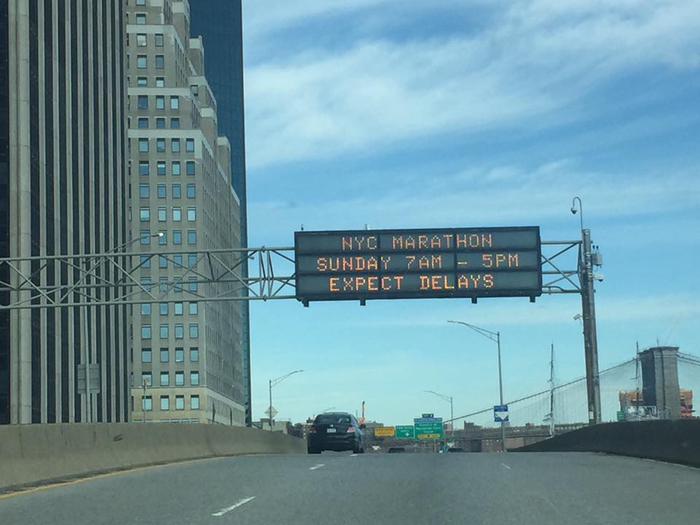 NYC MARATHON
SUNDAY 7AM - 5PM
EXPECT DELAYS